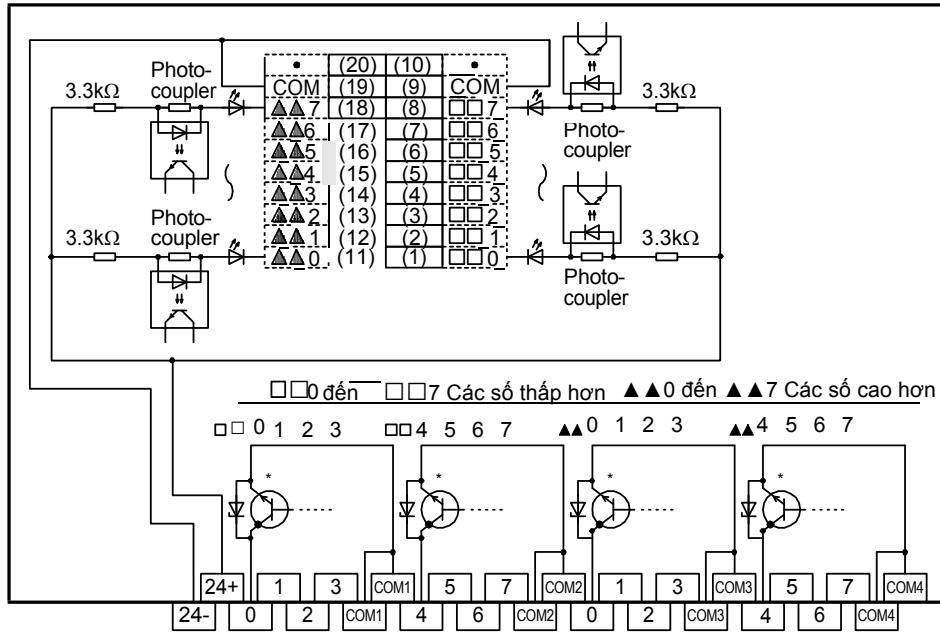 • (20) (10) •
COM (19) (9) COM
▲▲7 (18) (8) □□7
▲▲6 (17) (7) □□6
▲▲5 (16) (6) □□5
▲▲4 (15) (5) □□4
▲▲3 (14) (4) □□3
▲▲2 (13) (3) □□2
▲▲1 (12) (2) □□1
▲▲0 (11) (1) □□0
Photo-
coupler
3.3kΩ
Photo-
coupler
3.3kΩ
3.3kΩ
Photo-
coupler
3.3kΩ
Photo-
coupler
□□0 đến □□7 Các số thấp hơn ▲▲0 đến ▲▲7 Các số cao hơn
□□0 1 2 3 □□4 5 6 7 ▲▲0 1 2 3 ▲▲4 5 6 7
* * * *
24+ 1 3 COM1 5 7 COM2 1 3 COM3 5 7 COM4
24- 0 2 COM1 4 6 COM2 0 2 COM3 4 6 COM4